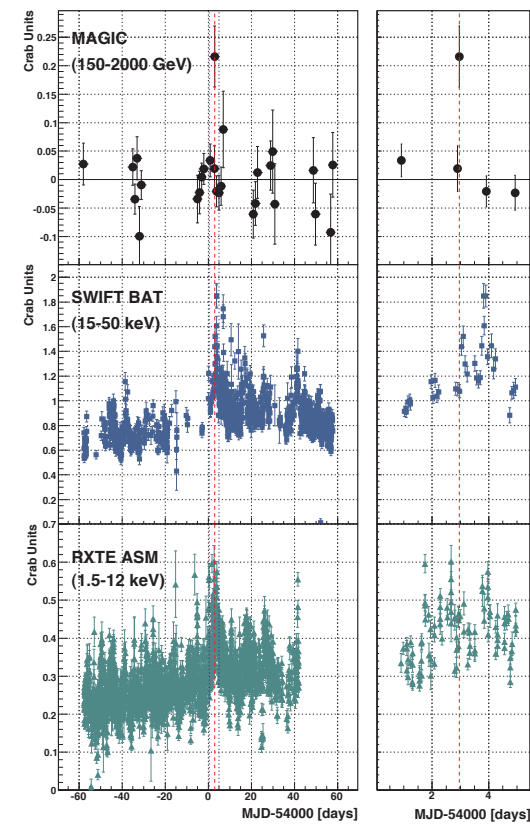 Crab Units
MAGIC
(150-2000 GeV)
0.25
0.2
0.15
0.1
0.05
0
-0.05
-0.1
Crab Units
SWIFT BAT
(15-50 keV)
2
1.8
1.6
1.4
1.2
1
0.8
0.6
0.4
0.2
Crab Units
RXTE ASM
(1.5-12 keV)
0.7
0.6
0.5
0.4
0.3
0.2
0.1
0
-60 -40 -20 0 20 40 60
2 4
MJD-54000 [days]
MJD-54000 [days]